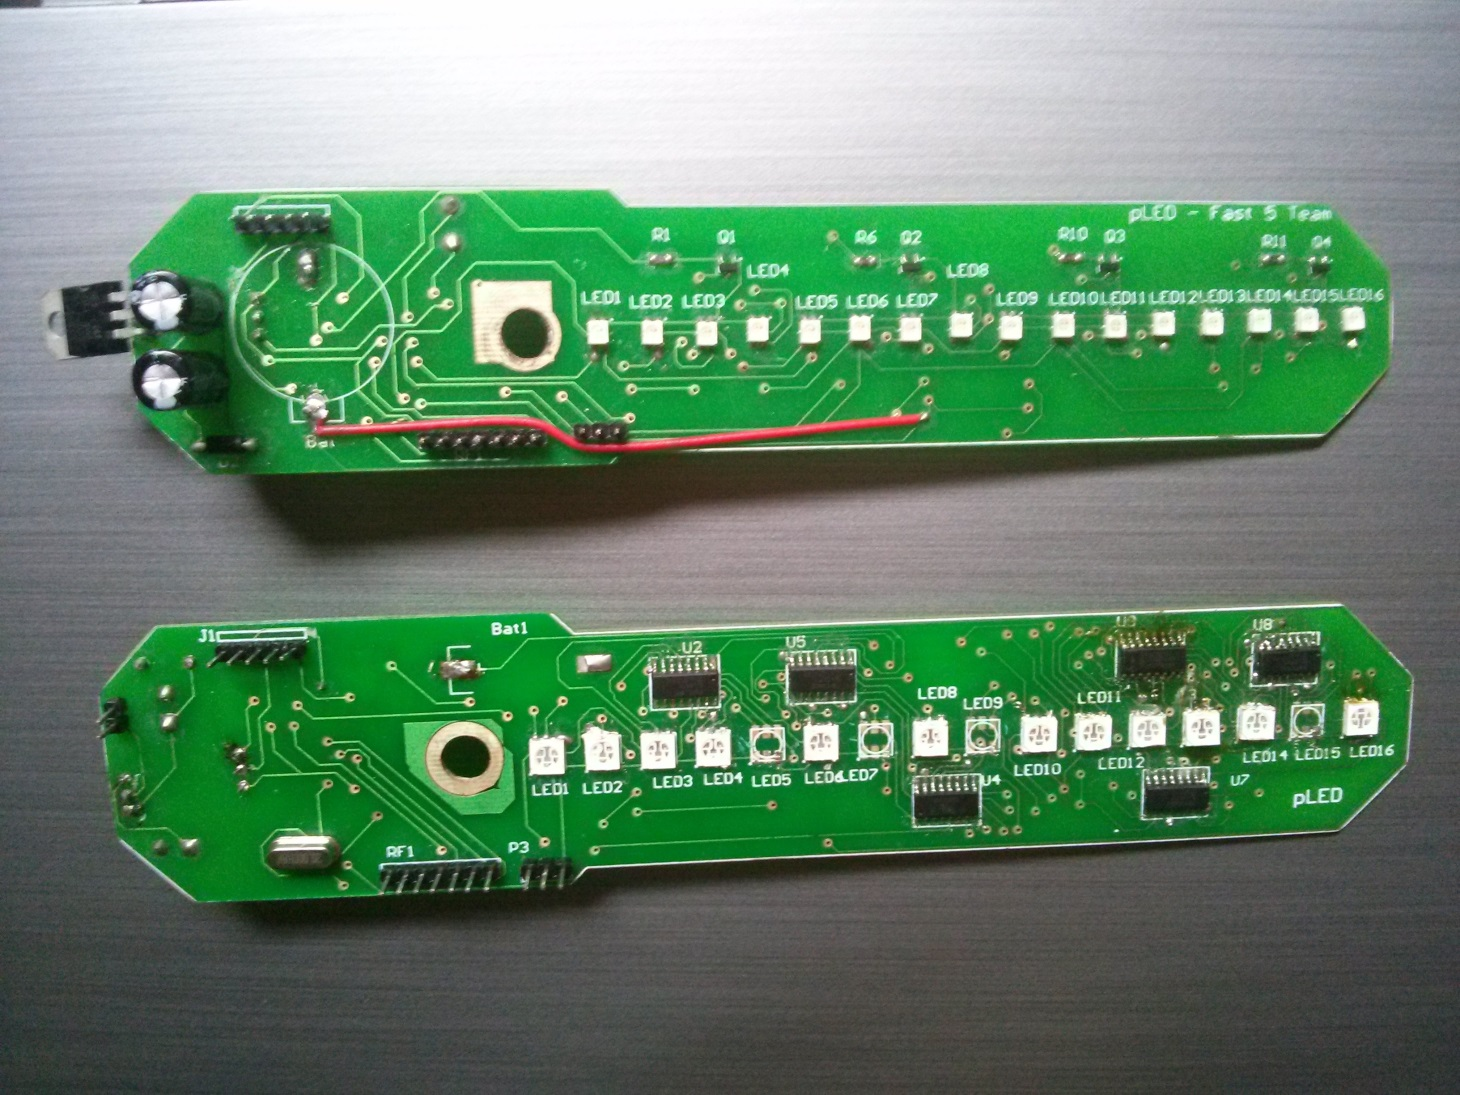 pLED - Fast 5 Team
R1 Q1 R6 Q2 R10 Q3 R11 Q4
LED4 LED8
LED1 LED2 LED3 LED5 LED6 LED7 LED9 LED10 LED11 LED12 LED13 LED14 LED15 LED16
J1 Bat1
U2 U5 U8
LED8 LED9 LED11
LED1 LED2 LED3 LED4 LED5 LED6 LED7 LED10 LED12 LED14 LED15 LED16
U4 U7
pLED
RF1 P3